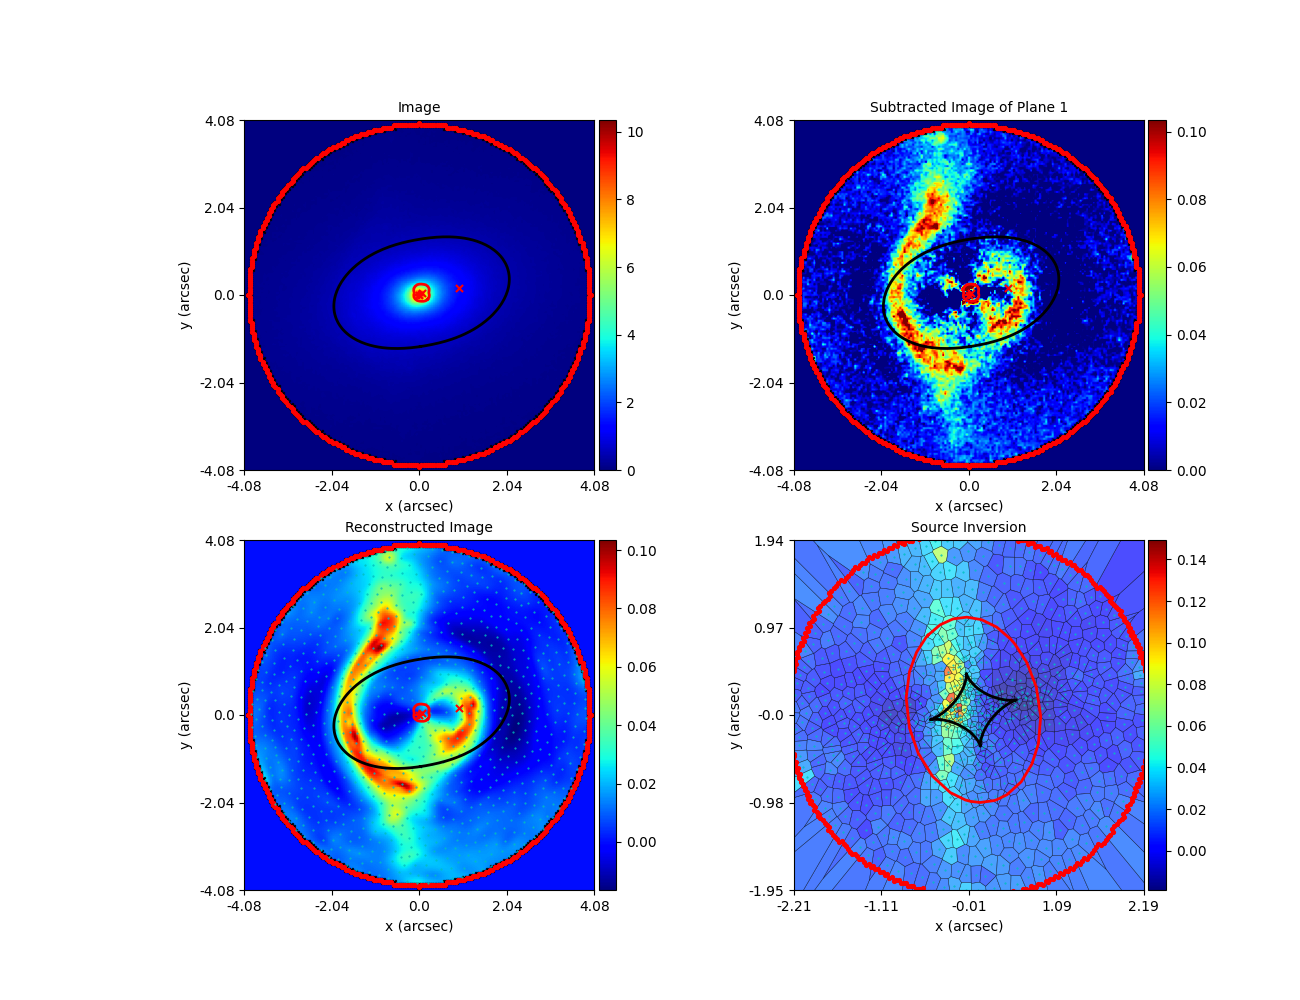 Image
Subtracted Image of Plane 1
4.08
2.04
0.0
-2.04
-4.08
y (arcsec)
-4.08 -2.04 0.0 2.04 4.08
x (arcsec)
10
8
6
4
2
0
4.08
2.04
0.0
-2.04
-4.08
y (arcsec)
-4.08 -2.04 0.0 2.04 4.08
x (arcsec)
0.10
0.08
0.06
0.04
0.02
0.00
Reconstructed Image
Source Inversion
4.08
2.04
0.0
-2.04
-4.08
y (arcsec)
-4.08 -2.04 0.0 2.04 4.08
x (arcsec)
0.10
0.08
0.06
0.04
0.02
0.00
1.94
0.97
-0.0
-0.98
-1.95
y (arcsec)
-2.21 -1.11 -0.01 1.09 2.19
x (arcsec)
0.14
0.12
0.10
0.08
0.06
0.04
0.02
0.00